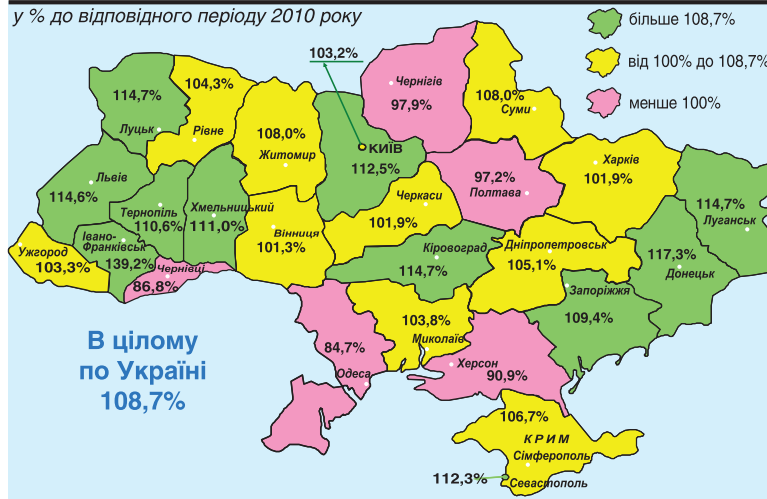 у % до відповідного періоду 2010 року
більше 108,7%
від 100% до 108,7%
менше 100%
103,2%
Чернігів
97,9%
108,0%
Суми
104,3%
114,7%
Луцьк
Рівне
108,0%
Житомир
КИЇВ
112,5%
Харків
101,9%
97,2%
Полтава
Львів
114,6%
Тернопіль
110,6%
Хмельницький
111,0%
Черкаси
101,9%
114,7%
Луганськ
Вінниця
101,3%
Івано-
Франківськ
139,2%
Ужгород
103,3%
Чернівці
86,8%
Кіровоград
114,7%
Дніпропетровськ
105,1%
117,3%
Донецьк
Запоріжжя
109,4%
103,8%
Миколаїв
84,7%
Одеса
Херсон
90,9%
В цілому
по Україні
108,7%
106,7%
КРИМ
Сімферополь
112,3%
Севастополь